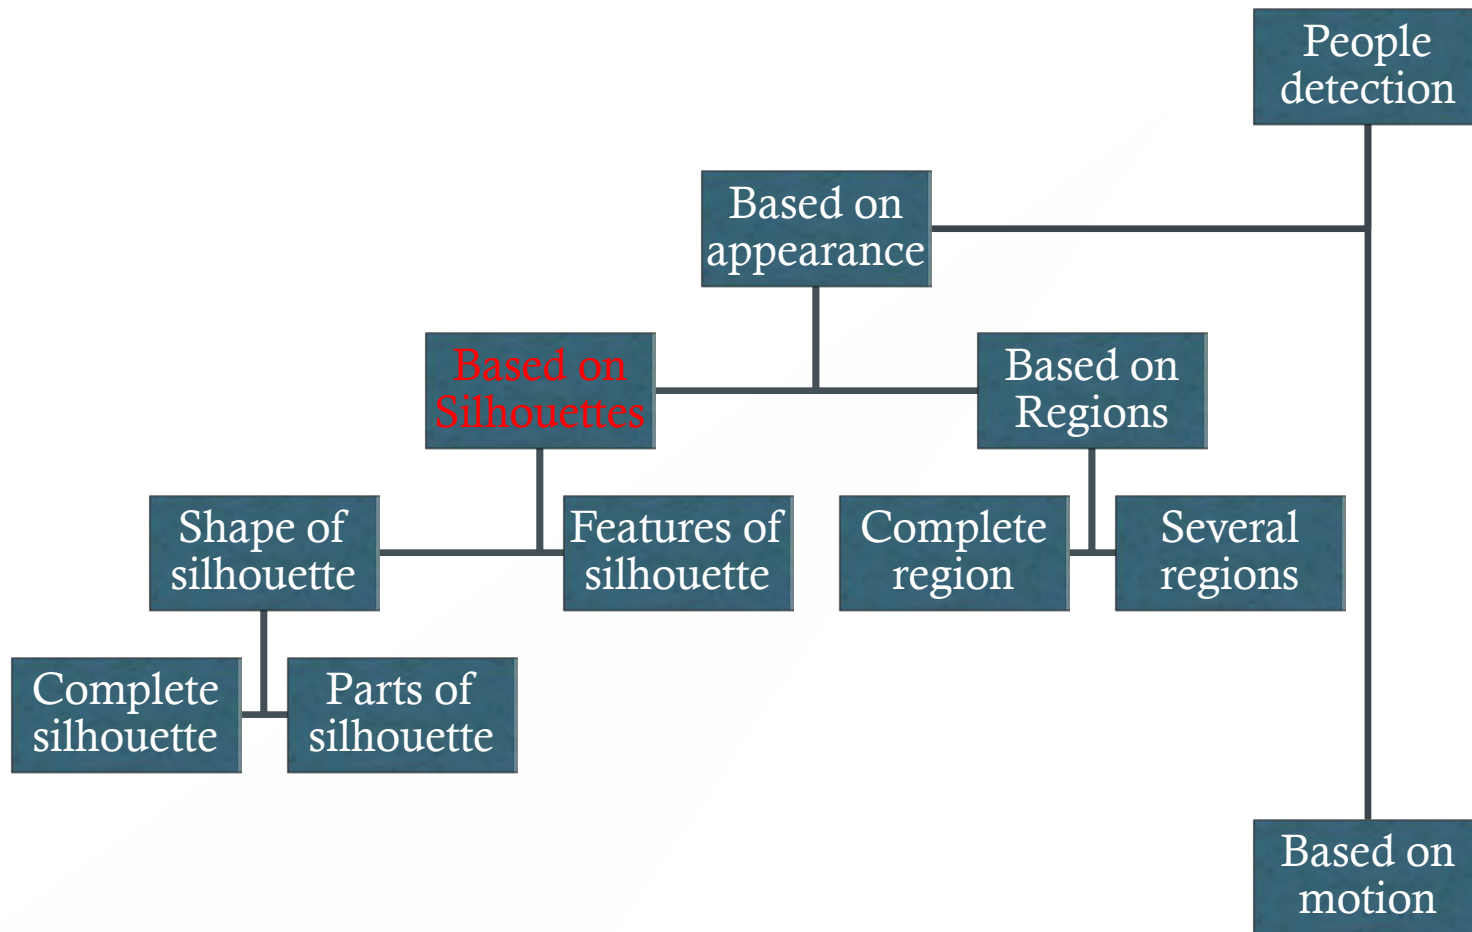 People
detection
Based on
appearance
Based on
Silhouettes
Based on
Regions
Shape of
silhouette
Features of
silhouette
Complete
region
Several
regions
Complete
silhouette
Parts of
silhouette
Based on
motion